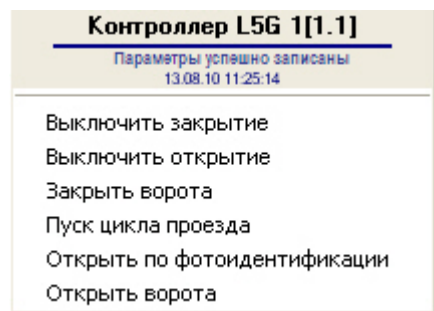 Контроллер L5G 1[1.1]
Параметры успешно записаны
13.08.10 11:25:14
Выключить закрытие
Выключить открытие
Закрыть ворота
Пуск цикла проезда
Открыть по фотоидентификации
Открыть ворота